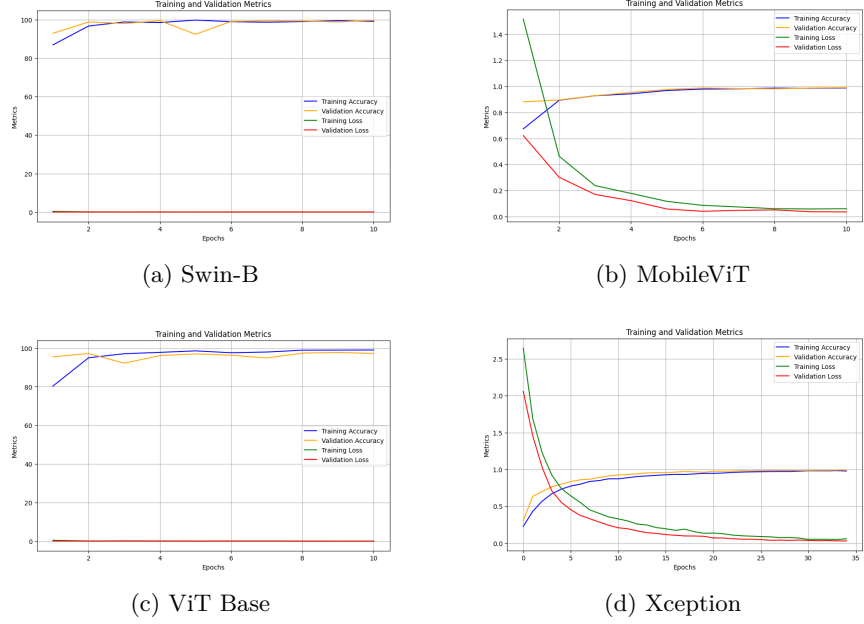 Training and Validation Metrics
Metrics
100
80
60
40
20
0
Training Accuracy
Validation Accuracy
Training Loss
Validation Loss
2
4
6
8
10
Epochs
(a) Swin-B
Training and Validation Metrics
Metrics
1.4
1.2
1.0
0.8
0.6
0.4
0.2
0.0
Training Accuracy
Validation Accuracy
Training Loss
Validation Loss
2
4
6
8
10
Epochs
(b) MobileViT
Training and Validation Metrics
Metrics
100
80
60
40
20
0
Training Accuracy
Validation Accuracy
Training Loss
Validation Loss
2
4
6
8
10
Epochs
(c) ViT Base
Training and Validation Metrics
Metrics
2.5
2.0
1.5
1.0
0.5
0.0
Training Accuracy
Validation Accuracy
Training Loss
Validation Loss
0
5
10
15
20
25
30
35
Epochs
(d) Xception